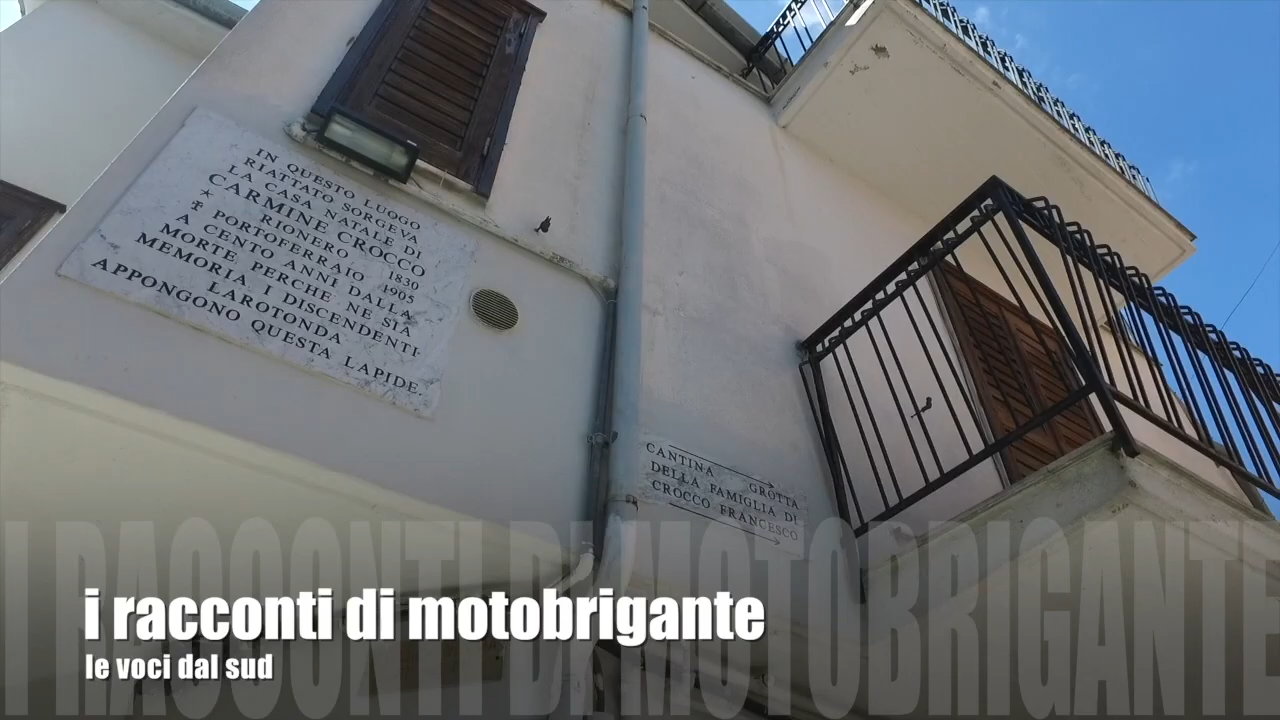 IN QUESTO LUOGO
RIATTATO SORGEVA
LA CASA NATALE DI
CARMINE CROCCO
* RIONERO 1830
‡ PORTOFERRAIO 1905
A CENTO ANNI DALLA
MORTE PERCHE NE SIA
MEMORIA I DISCENDENTI
LAROTONDA
APPONGONO QUESTA LAPIDE
CANTINA GROTTA
DELLA FAMIGLIA DI
CROCCO FRANCESCO
I RACCONTI DI MOTOBRIGANTE
i racconti di motobrigante
le voci dal sud